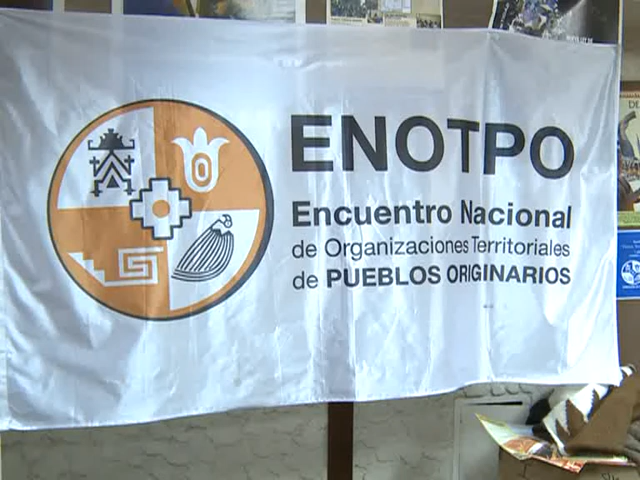 ENOTPO
Encuentro Nacional
de Organizaciones Territoriales
de PUEBLOS ORIGINARIOS